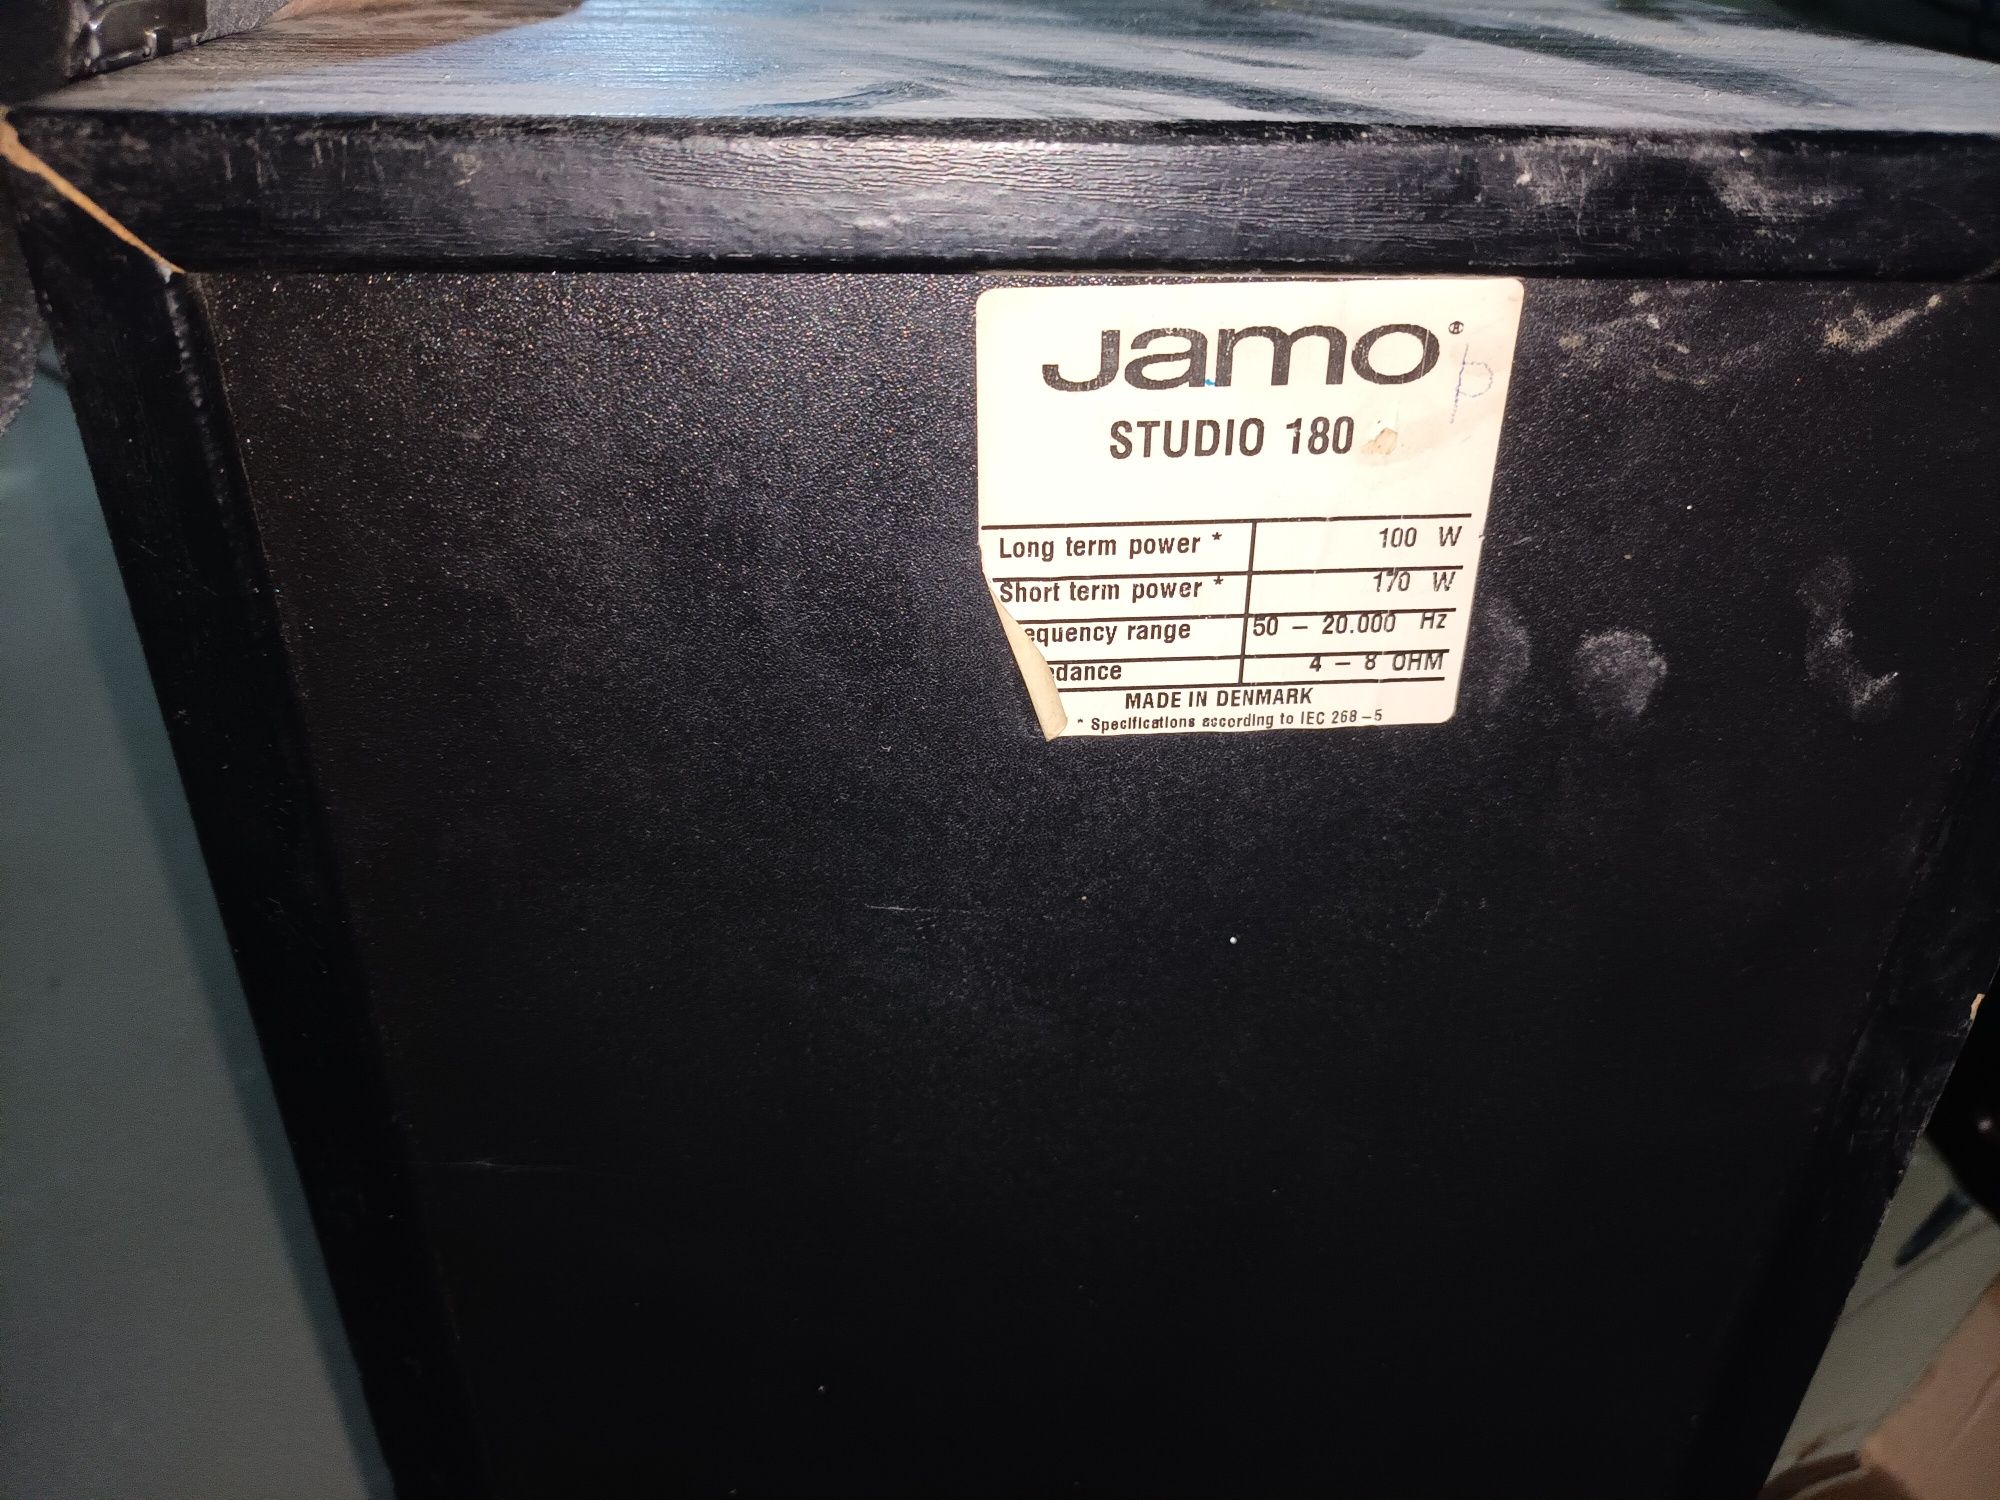 Jamo®
STUDIO 180
Long term power * 100 W
Short term power * 170 W
equency range 50 – 20.000 Hz
edance 4 – 8 OHM
MADE IN DENMARK
* Specifications according to IEC 268–5